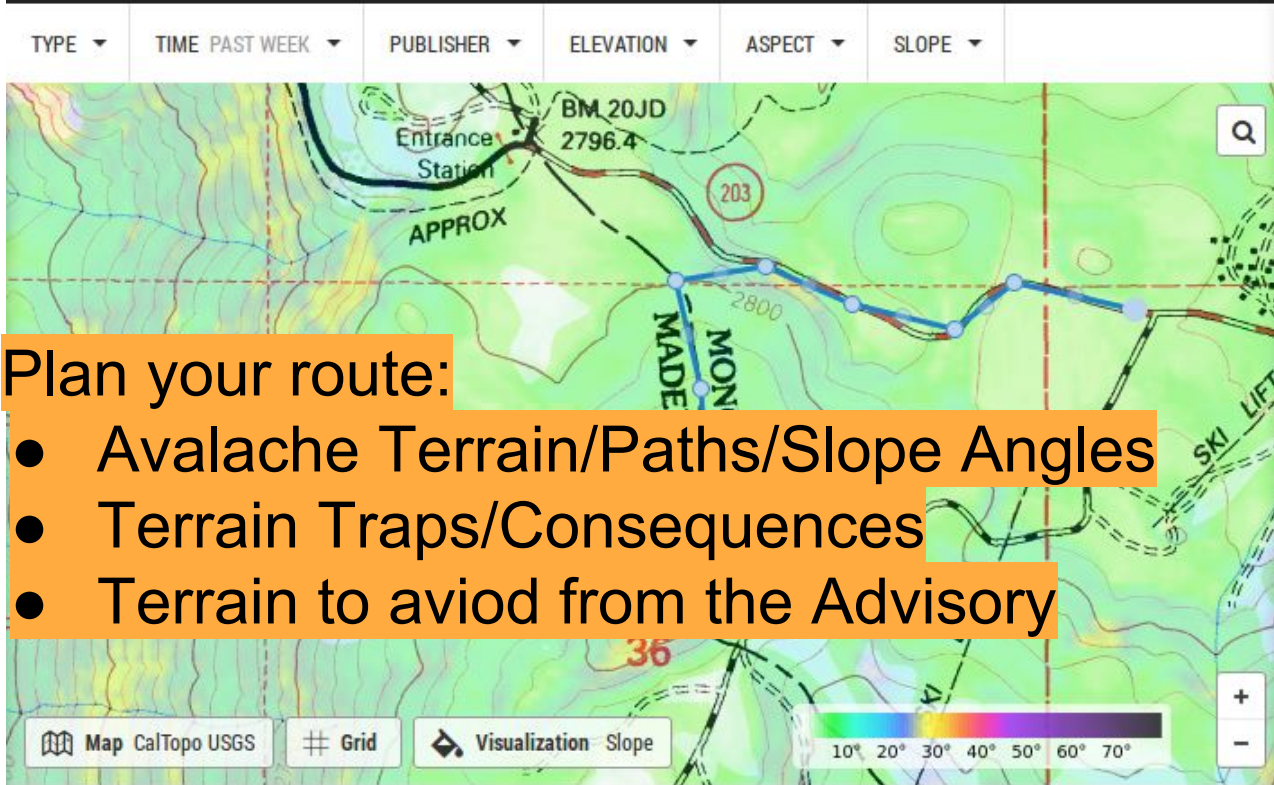 TYPE TIME PAST WEEK PUBLISHER ELEVATION ASPECT SLOPE
BM 20JD
2796.4
Entrance
Station
203
APPROX
2800
MADE
MONO
Plan your route:
● Avalache Terrain/Paths/Slope Angles
● Terrain Traps/Consequences
● Terrain to aviod from the Advisory
LIFT
SKI
36
Map CalTopo USGS
Grid
Visualization Slope
10° 20° 30° 40° 50° 60° 70°
+
−